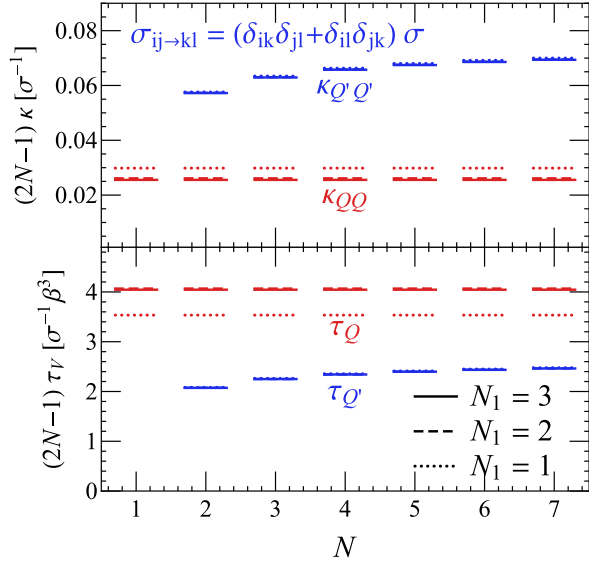 σij→kl = (δikδjl+δilδjk) σ
(2N−1) κ [σ⁻¹]
0.08
0.06
0.04
0.02
κQ'Q'
κQQ
(2N−1) τV [σ⁻¹β³]
4
3
2
1
0
τQ
τQ'
N1 = 3
N1 = 2
N1 = 1
1 2 3 4 5 6 7
N